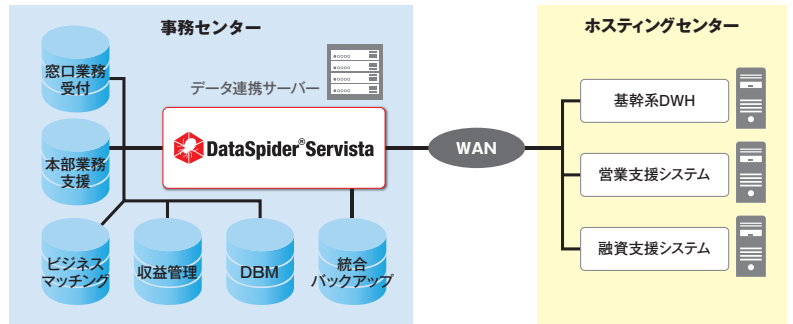 事務センター
窓口業務
受付
データ連携サーバー
DataSpider® Servista
本部業務
支援
ビジネス
マッチング
収益管理
DBM
統合
バックアップ
WAN
ホスティングセンター
基幹系DWH
営業支援システム
融資支援システム